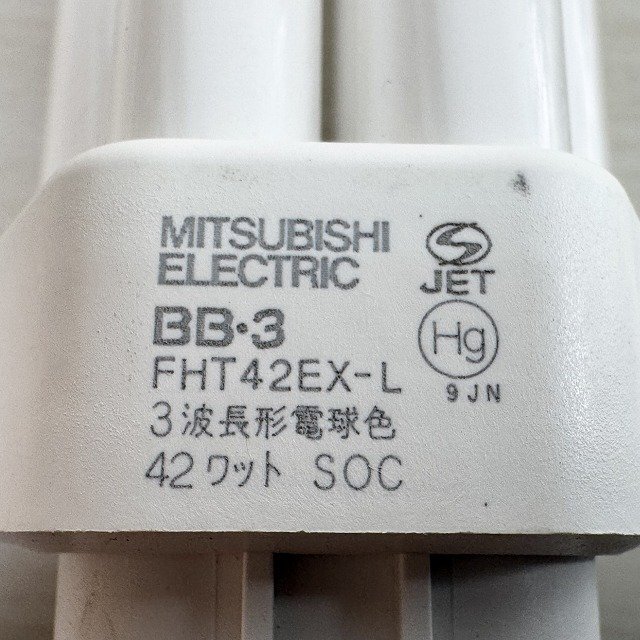 MITSUBISHI
ELECTRIC
BB・3
FHT42EX-L
3波長形電球色
42ワット SOC
S
JET
Hg
9JN